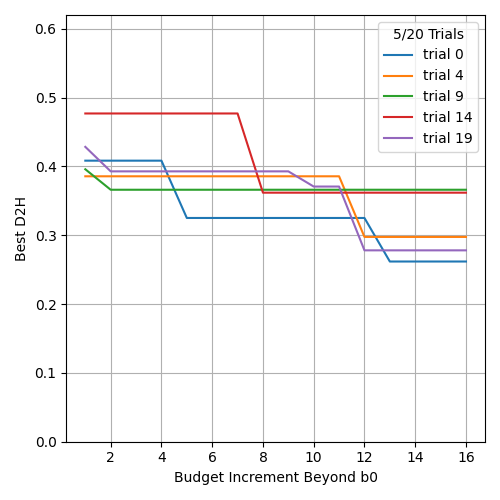 5/20 Trials
trial 0
trial 4
trial 9
trial 14
trial 19
Best D2H
0.6
0.5
0.4
0.3
0.2
0.1
0.0
2 4 6 8 10 12 14 16
Budget Increment Beyond b0